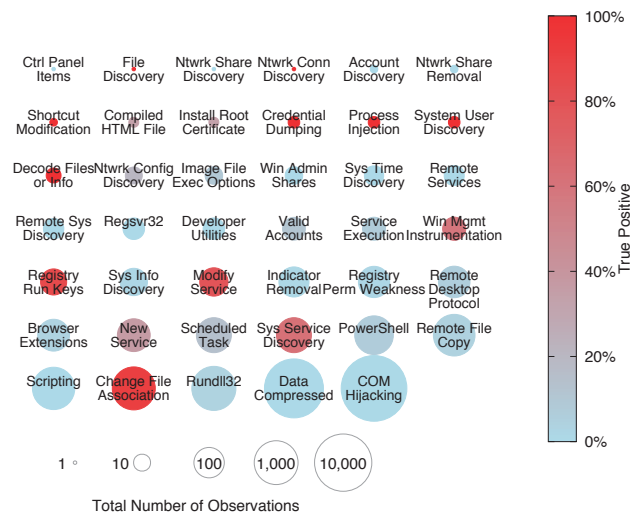 Ctrl Panel Items
File Discovery
Ntwrk Share Discovery
Ntwrk Conn Discovery
Account Discovery
Ntwrk Share Removal
Shortcut Modification
Compiled HTML File
Install Root Certificate
Credential Dumping
Process Injection
System User Discovery
Decode Files or Info
Ntwrk Config Discovery
Image File Exec Options
Win Admin Shares
Sys Time Discovery
Remote Services
Remote Sys Discovery
Regsvr32
Developer Utilities
Valid Accounts
Service Execution
Win Mgmt Instrumentation
Registry Run Keys
Sys Info Discovery
Modify Service
Indicator Removal
Registry Perm Weakness
Remote Desktop Protocol
Browser Extensions
New Service
Scheduled Task
Sys Service Discovery
PowerShell
Remote File Copy
Scripting
Change File Association
Rundll32
Data Compressed
COM Hijacking
1
10
100
1,000
10,000
Total Number of Observations
100%
80%
60%
40%
20%
0%
True Positive